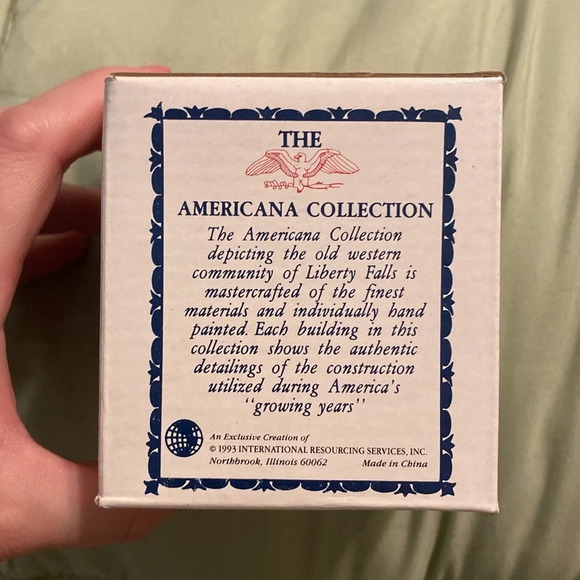 THE
AMERICANA COLLECTION
The Americana Collection
depicting the old western
community of Liberty Falls is
mastercrafted of the finest
materials and individually hand
painted. Each building in this
collection shows the authentic
detailings of the construction
utilized during America's
"growing years"
An Exclusive Creation of
© 1993 INTERNATIONAL RESOURCING SERVICES, INC.
Northbrook, Illinois 60062 Made in China